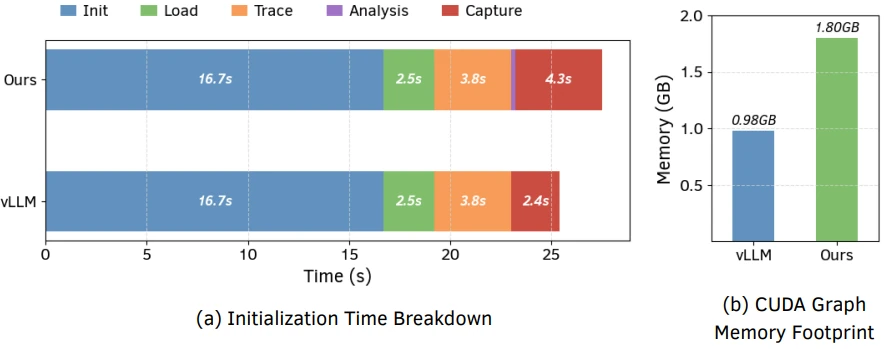 Init Load Trace Analysis Capture
Ours
16.7s 2.5s 3.8s 4.3s
vLLM
16.7s 2.5s 3.8s 2.4s
0 5 10 15 20 25
Time (s)
(a) Initialization Time Breakdown
2.0
1.5
1.0
0.5
Memory (GB)
1.80GB
0.98GB
vLLM Ours
(b) CUDA Graph
Memory Footprint